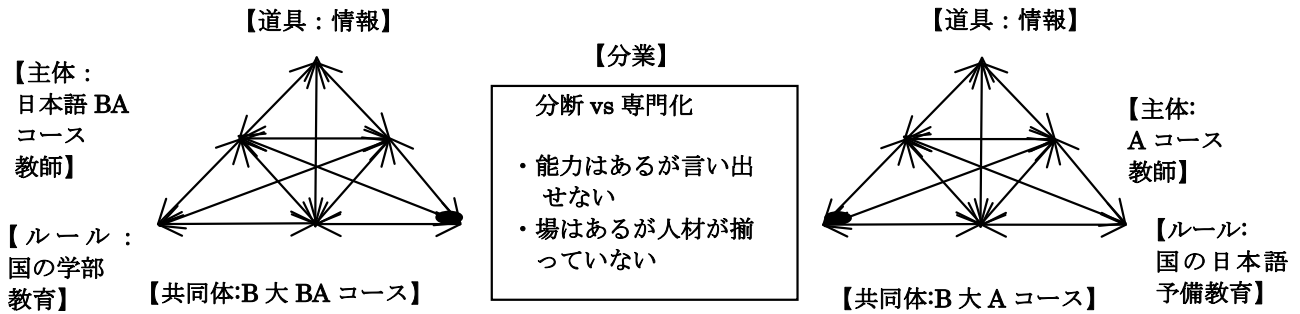 【道具：情報】
【主体：
日本語 BA
コース
教師】
【ルール：
国の学部
教育】
【共同体:B 大 BA コース】
【分業】
分断 vs 専門化
・能力はあるが言い出
せない
・場はあるが人材が揃
っていない
【道具：情報】
【主体:
A コース
教師】
【ルール:
国の日本語
予備教育】
【共同体:B 大 A コース】